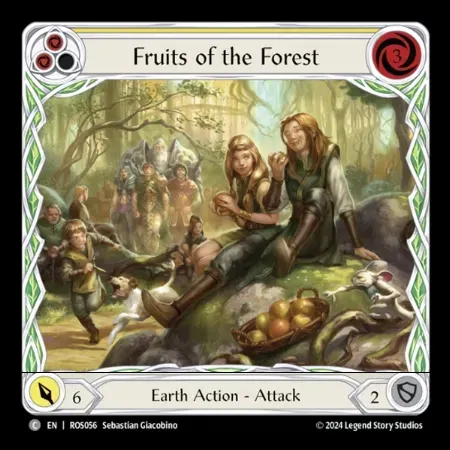 Fruits of the Forest
3
6
Earth Action - Attack
2
C EN | ROS056 Sebastian Giacobino
© 2024 Legend Story Studios